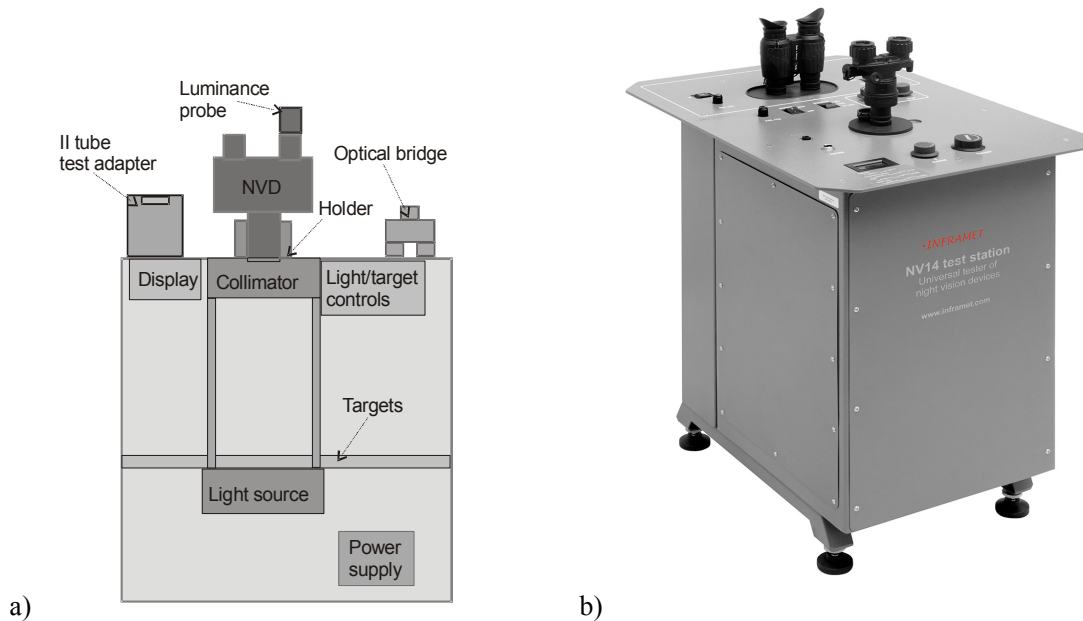 Luminance
probe
II tube
test adapter
NVD
Optical bridge
Holder
Display
Collimator
Light/target
controls
Targets
Light source
Power
supply
a)
INFRAMET
NV14 test station
Universal tester of
night vision devices
www.inframet.com
b)